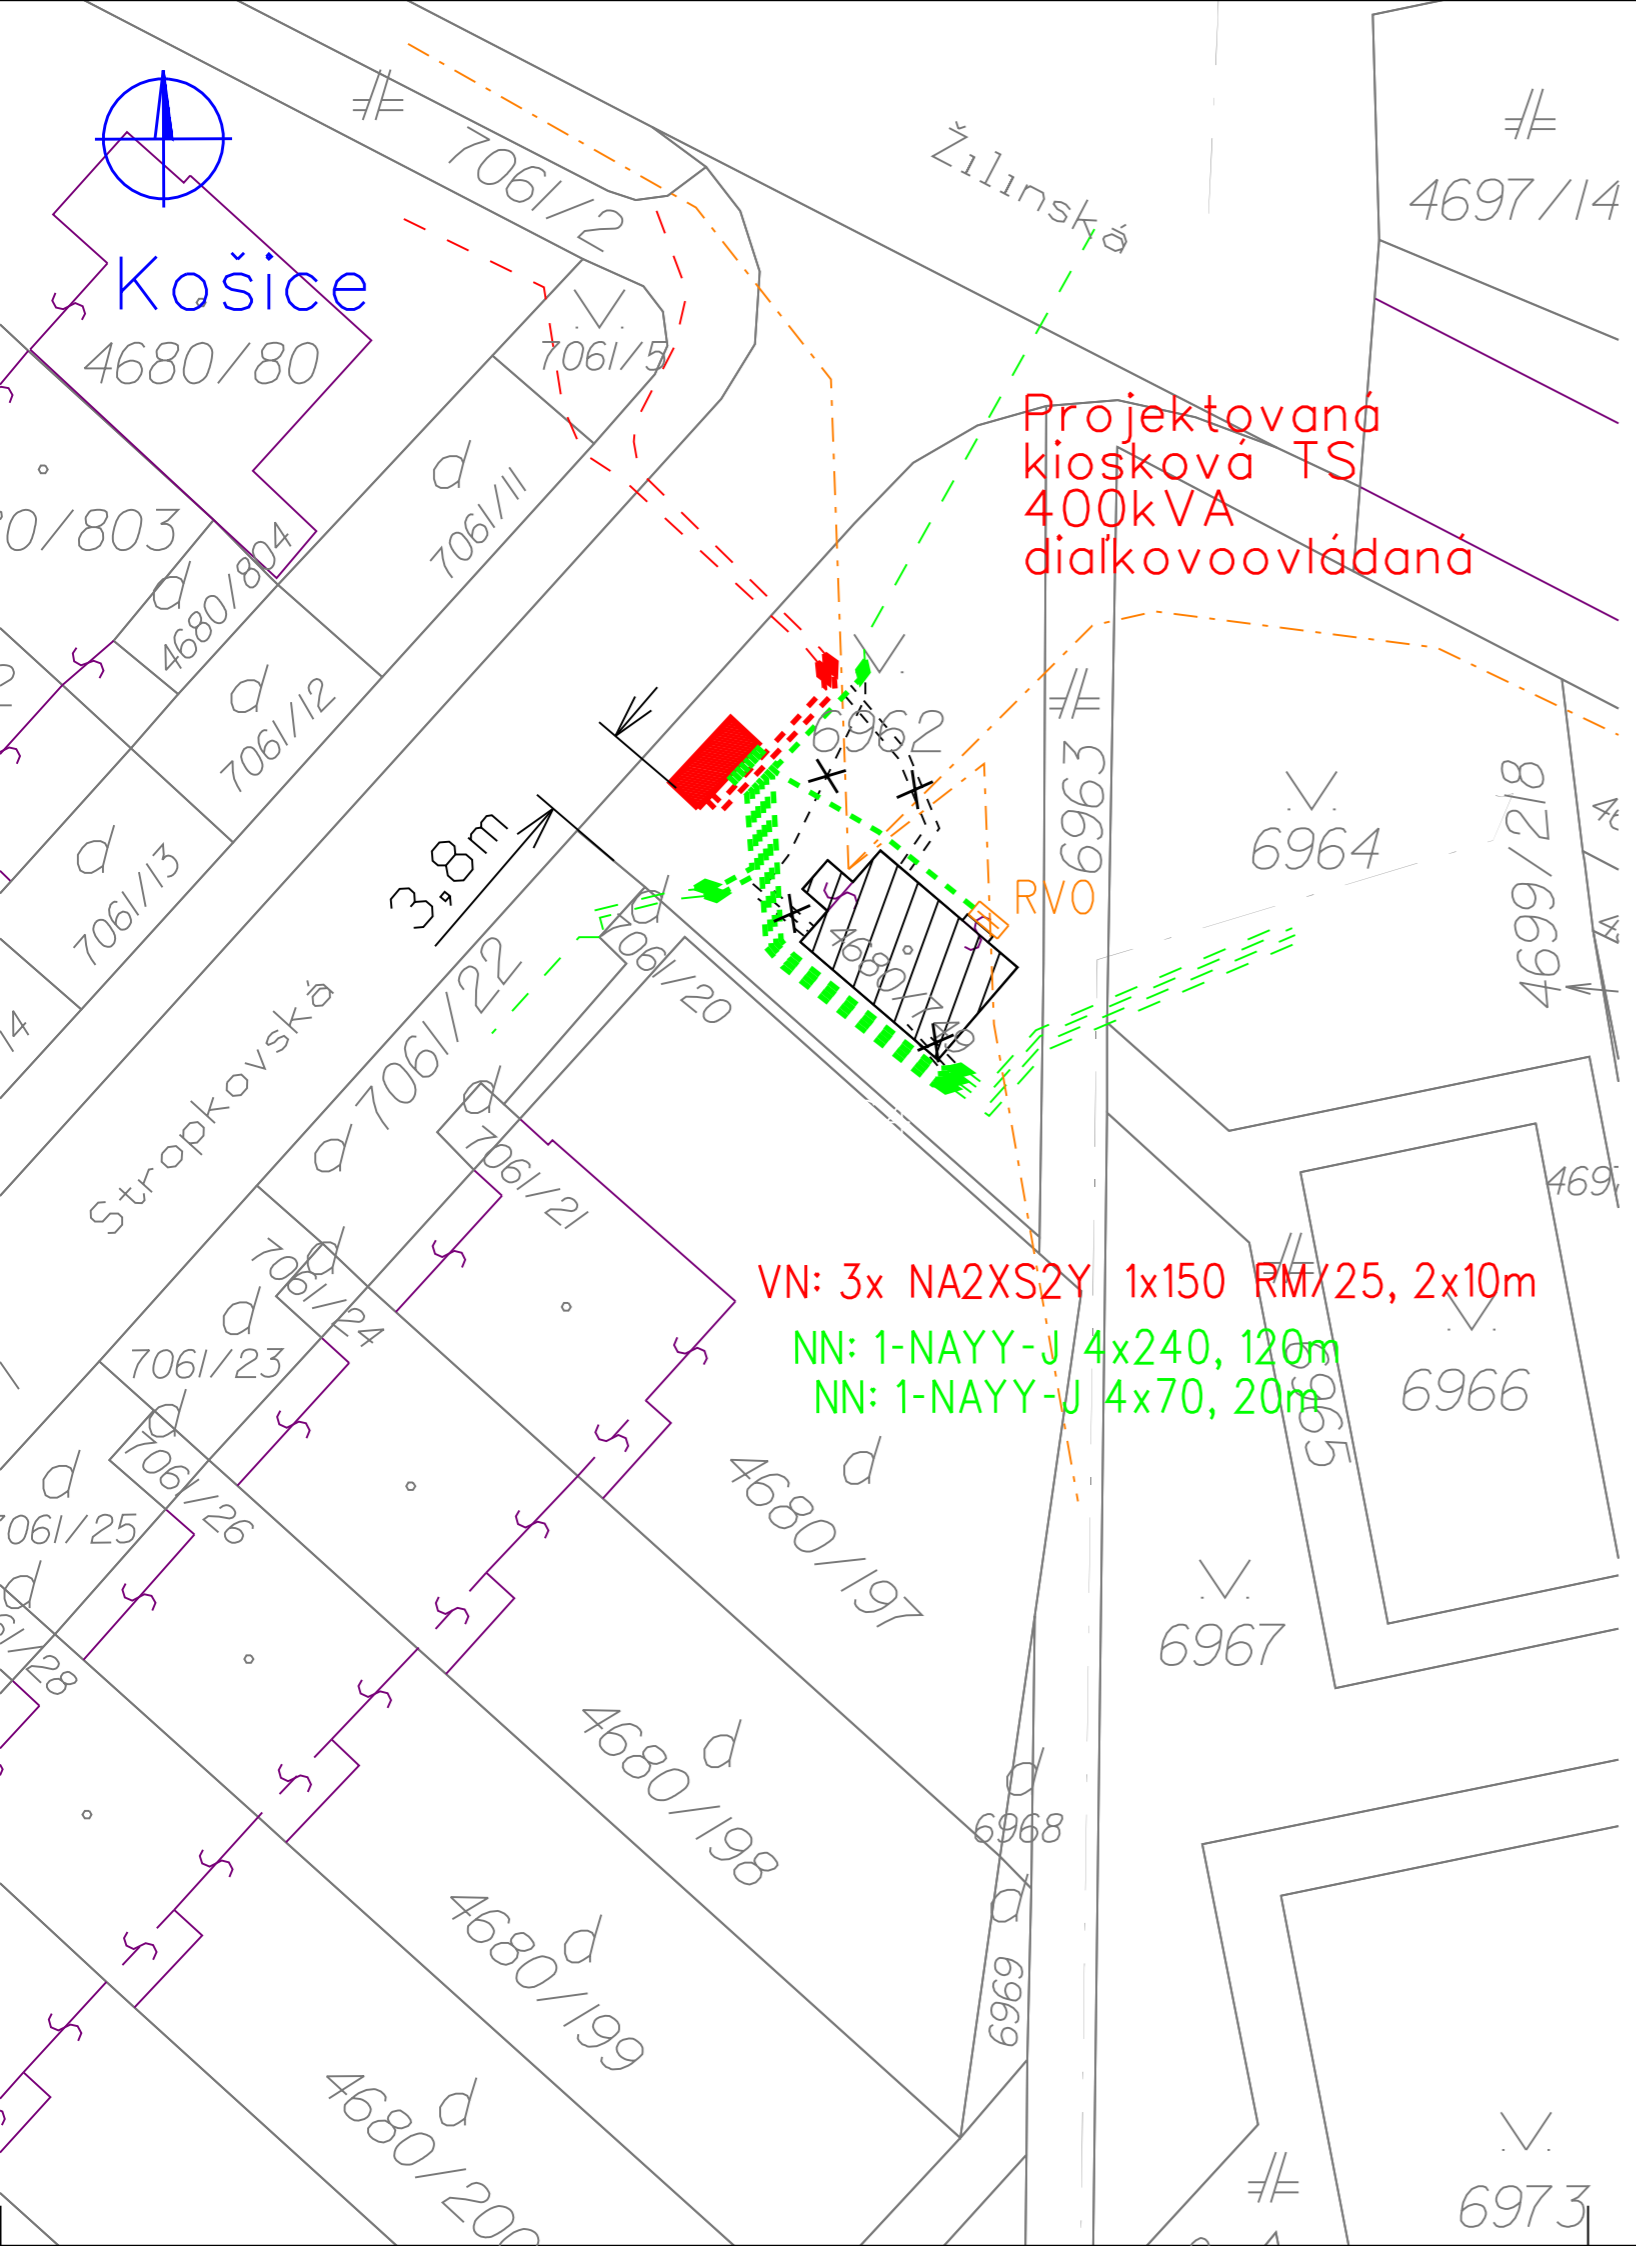 Košice
Žilinská
4697/14
7061/2
7061/5
4680/80
Projektovaná
kiosková TS
400kVA
diaľkovoovládaná
7061/11
4680/804
7061/12
6962
6963
6964
4699/218
7061/13
3,8m
RVO
7061/22
7061/20
4680/749
Stropkovská
7061/21
VN: 3x NA2XS2Y 1x150 RM/25, 2x10m
NN: 1-NAYY-J 4x240, 120m
NN: 1-NAYY-J 4x70, 20m
7061/24
7061/23
6965
6966
7061/26
7061/25
4680/197
6967
4680/198
6968
4680/199
6969
4680/200
6973